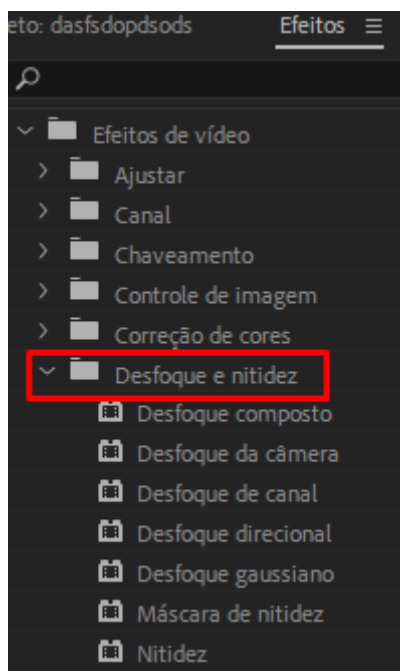 eto: dasfsdopdsods Efeitos
Efeitos de vídeo
Ajustar
Canal
Chaveamento
Controle de imagem
Correção de cores
Desfoque e nitidez
Desfoque composto
Desfoque da câmera
Desfoque de canal
Desfoque direcional
Desfoque gaussiano
Máscara de nitidez
Nitidez